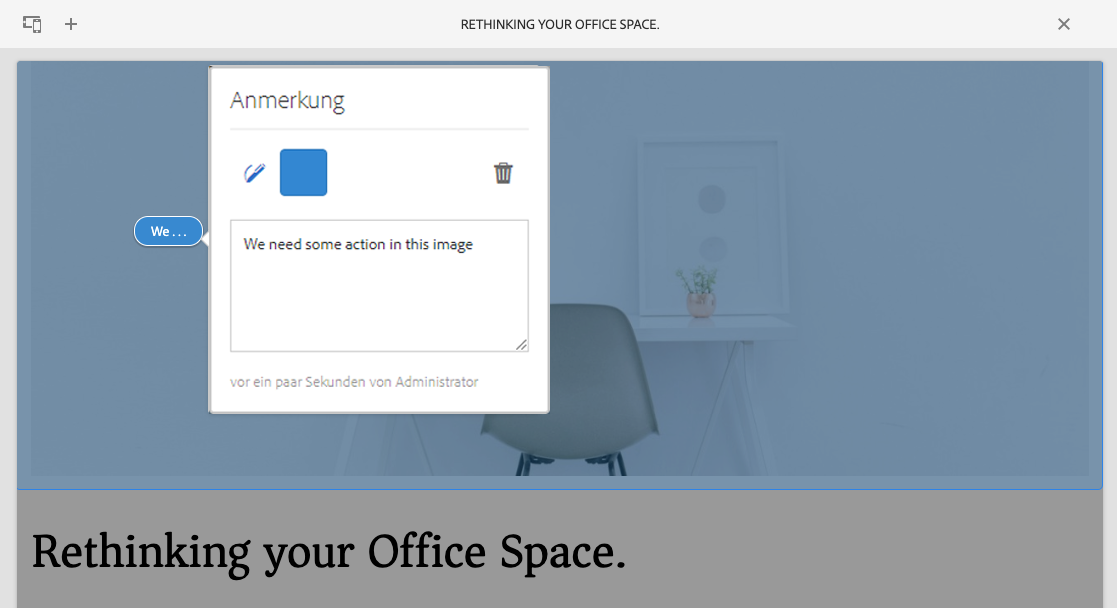 RETHINKING YOUR OFFICE SPACE.
Anmerkung
We ...
We need some action in this image
vor ein paar Sekunden von Administrator
Rethinking your Office Space.